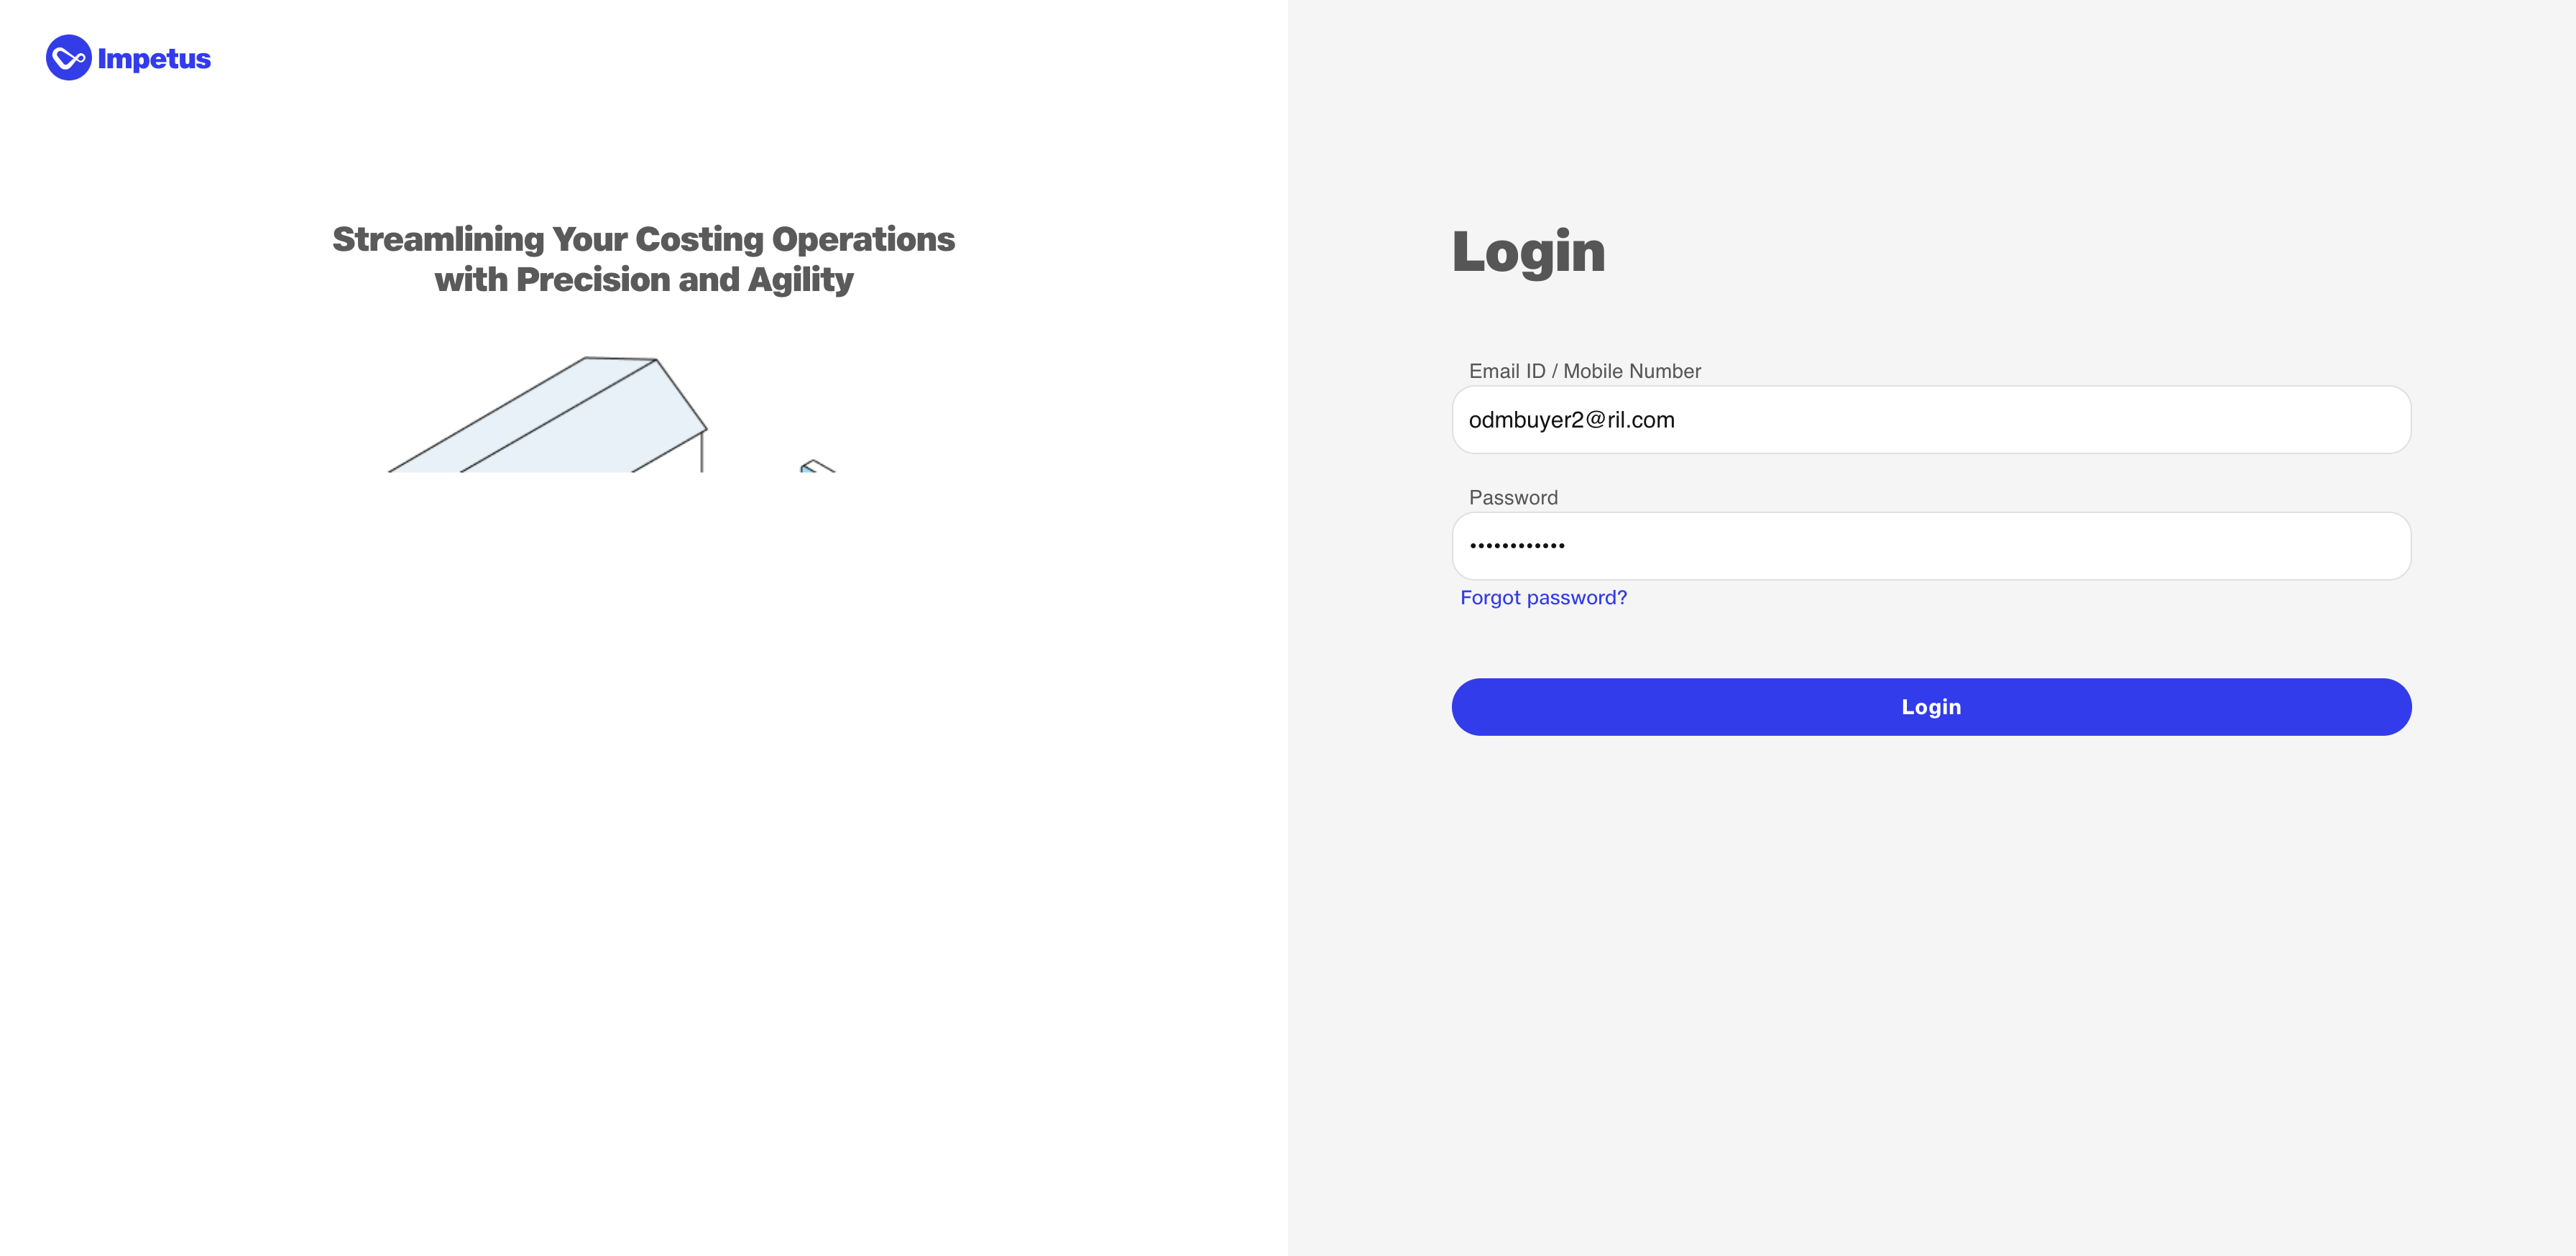 Impetus
Streamlining Your Costing Operations
with Precision and Agility
Login
Email ID / Mobile Number
odmbuyer2@ril.com
Password
••••••••••••
Forgot password?
Login